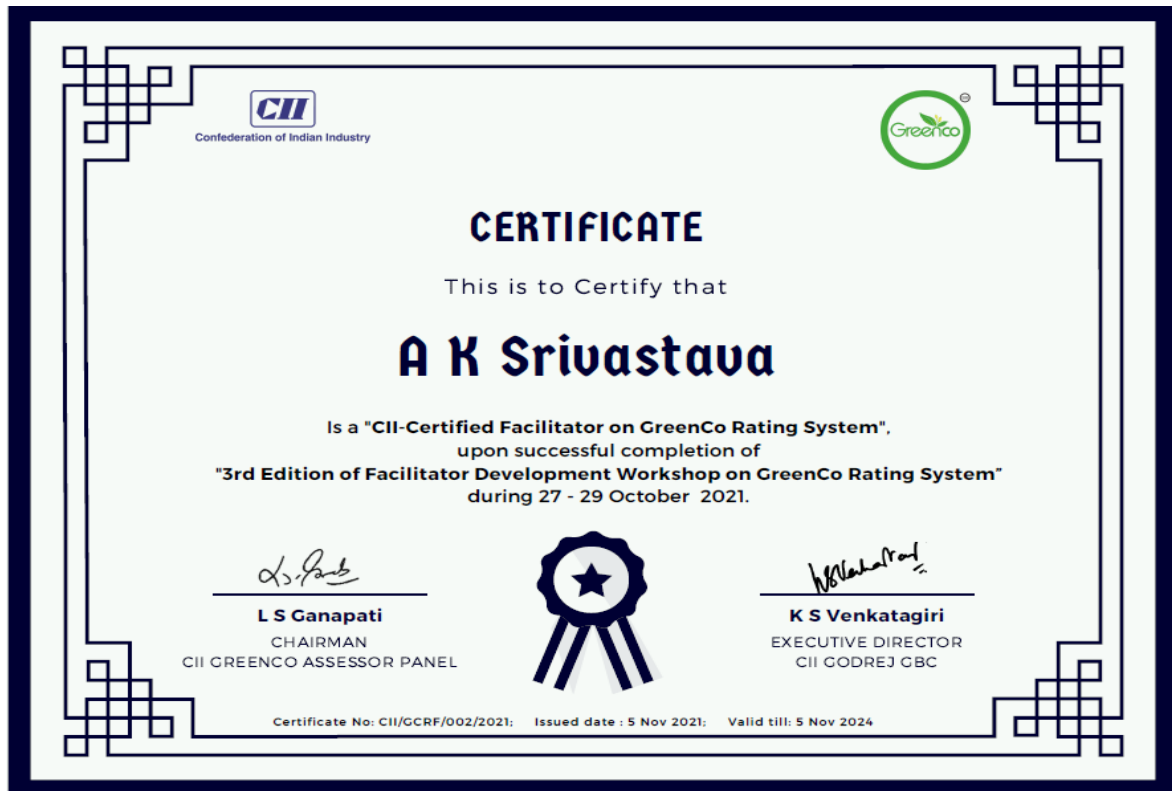 CII
Confederation of Indian Industry
Greenco
CERTIFICATE
This is to Certify that
A K Srivastava
Is a "CII-Certified Facilitator on GreenCo Rating System",
upon successful completion of
"3rd Edition of Facilitator Development Workshop on GreenCo Rating System"
during 27 - 29 October 2021.
L S Ganapati
CHAIRMAN
CII GREENCO ASSESSOR PANEL
K S Venkatagiri
EXECUTIVE DIRECTOR
CII GODREJ GBC
Certificate No: CII/GCRF/002/2021; Issued date : 5 Nov 2021; Valid till: 5 Nov 2024